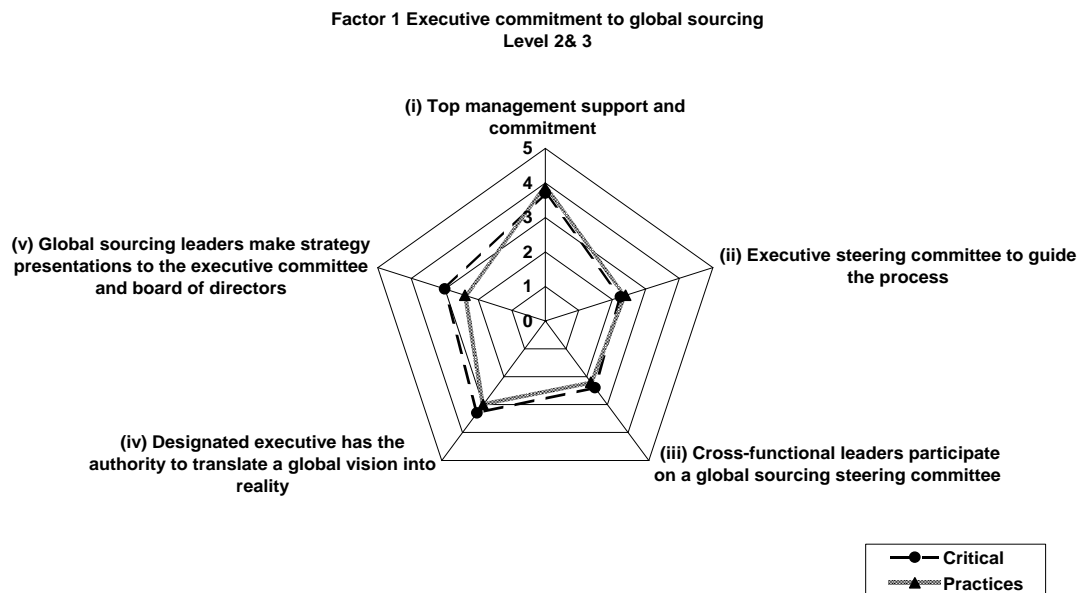 Factor 1 Executive commitment to global sourcing
Level 2& 3
(i) Top management support and
commitment
5
4
3
2
1
0
(ii) Executive steering committee to guide
the process
(iii) Cross-functional leaders participate
on a global sourcing steering committee
(iv) Designated executive has the
authority to translate a global vision into
reality
(v) Global sourcing leaders make strategy
presentations to the executive committee
and board of directors
Critical
Practices